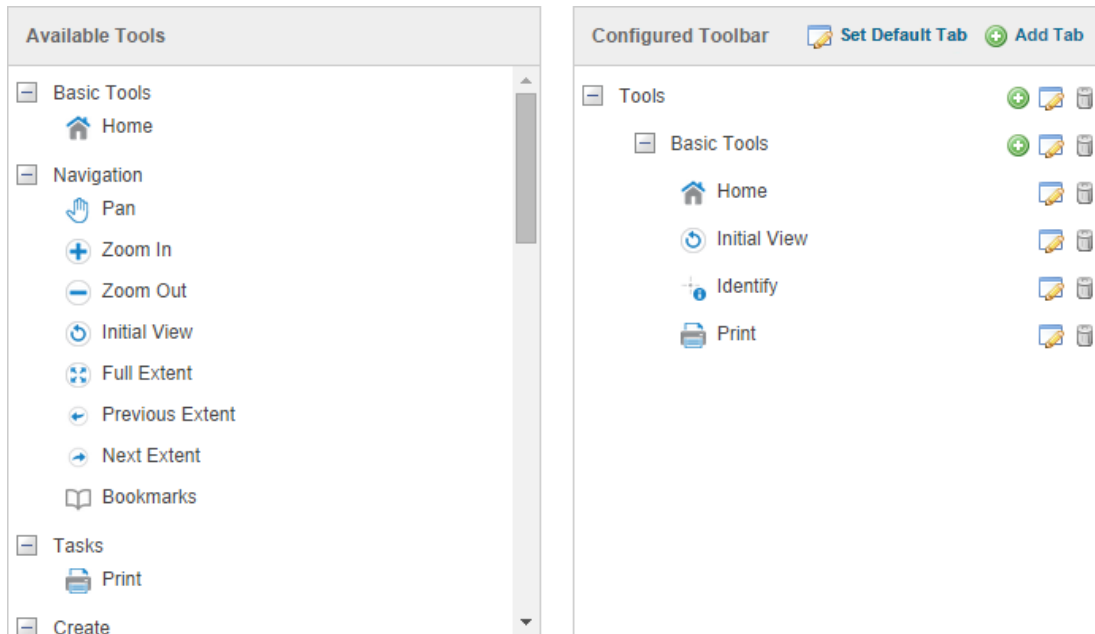 Available Tools
Basic Tools
Home
Navigation
Pan
Zoom In
Zoom Out
Initial View
Full Extent
Previous Extent
Next Extent
Bookmarks
Tasks
Print
Create
Configured Toolbar Set Default Tab Add Tab
Tools
Basic Tools
Home
Initial View
Identify
Print